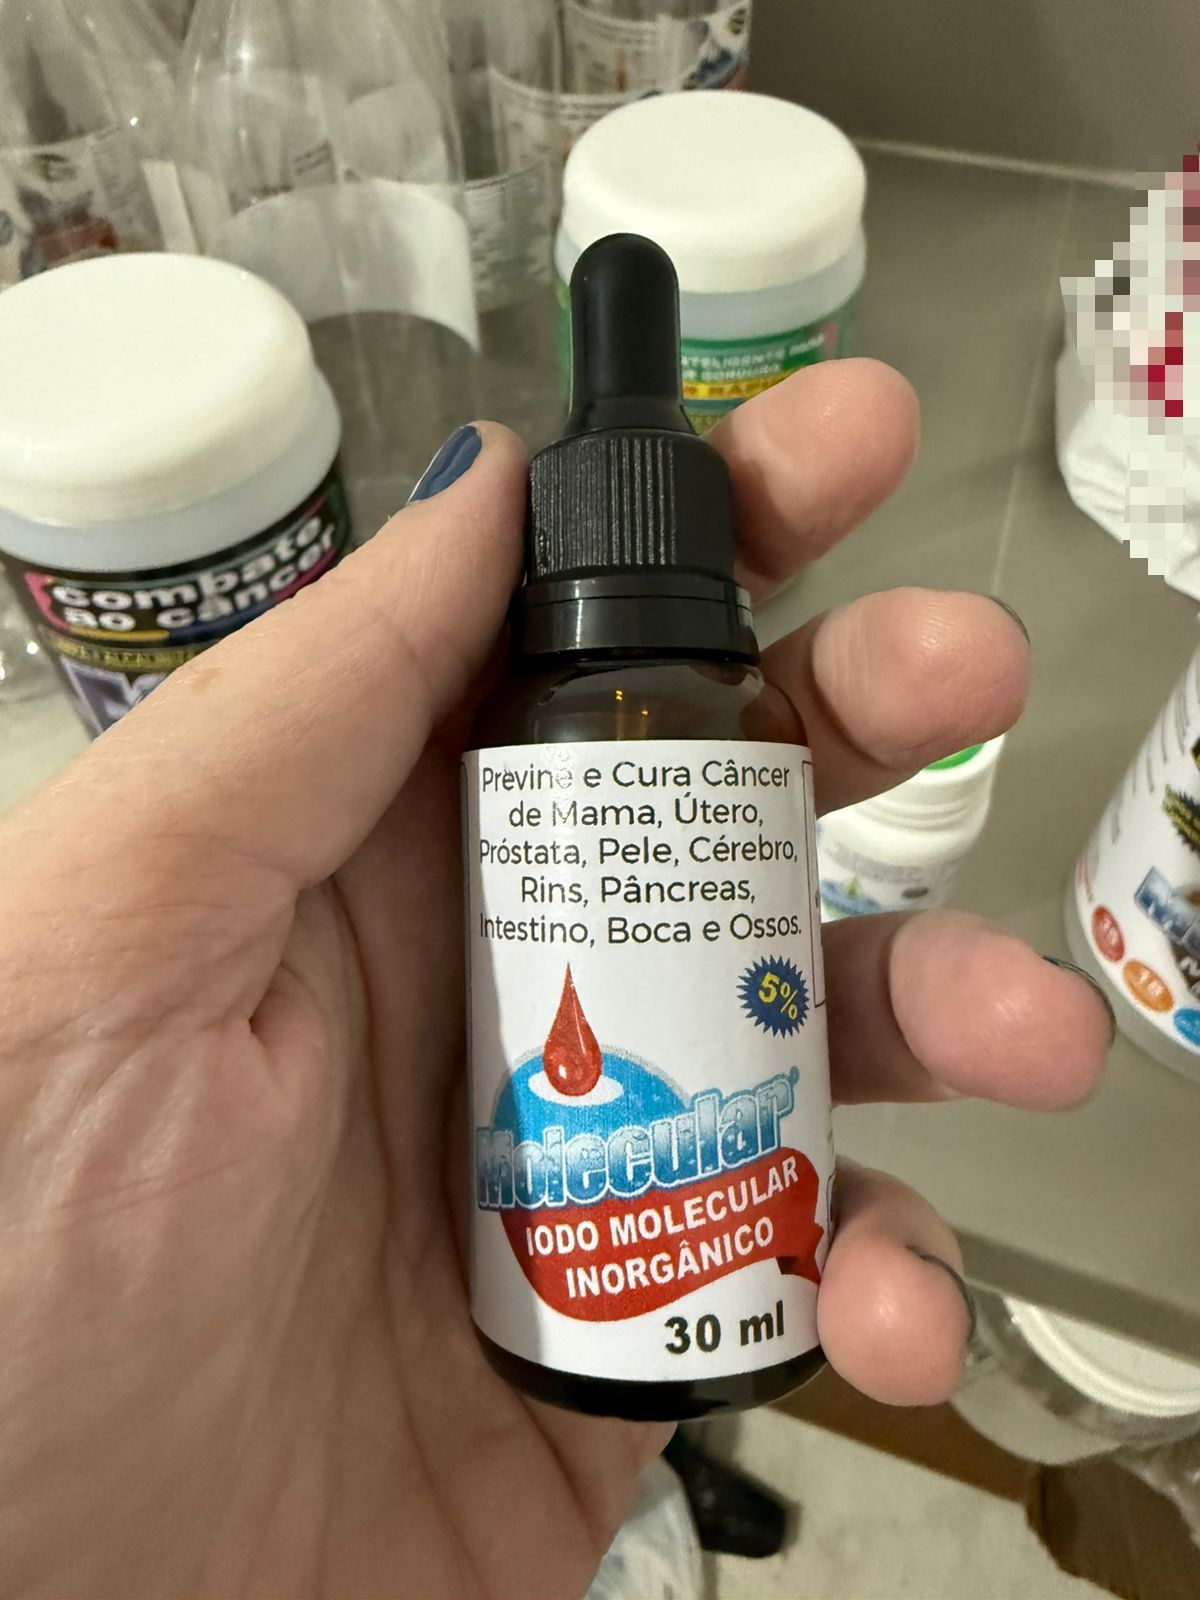 combate
ao câncer
Previne e Cura Câncer
de Mama, Útero,
Próstata, Pele, Cérebro,
Rins, Pâncreas,
Intestino, Boca e Ossos.
5%
Molecular
IODO MOLECULAR
INORGÂNICO
30 ml